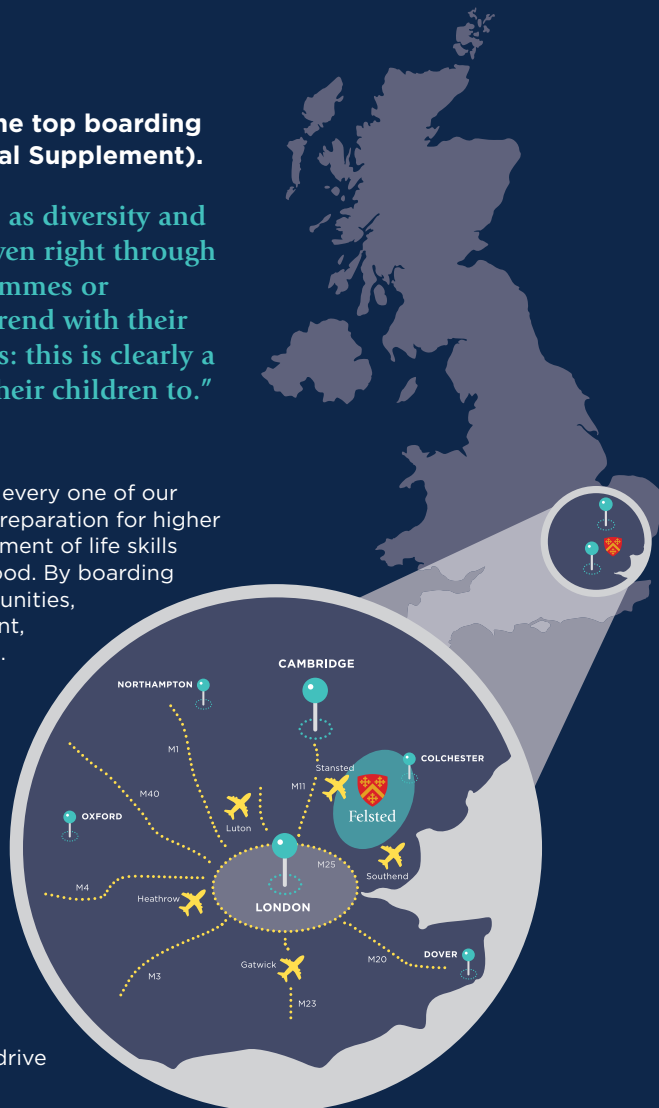 ne top boarding
al Supplement).
as diversity and
ven right through
mmes or
rend with their
s: this is clearly a
heir children to.”
every one of our
reparation for higher
ment of life skills
ood. By boarding
unities,
nt,
.
CAMBRIDGE
NORTHAMPTON
M1
COLCHESTER
Stansted
M11
M40
Felsted
OXFORD
Luton
M25
Southend
M4
Heathrow
LONDON
DOVER
M20
Gatwick
M3
M23
drive